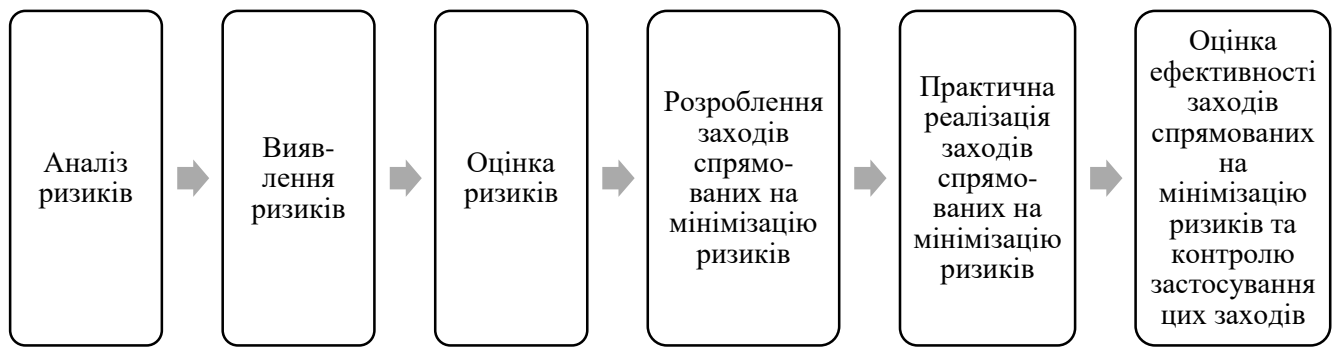 Аналіз
ризиків
Вияв-
лення
ризиків
Оцінка
ризиків
Розроблення
заходів
спрямо-
ваних на
мінімізацію
ризиків
Практична
реалізація
заходів
спрямо-
ваних на
мінімізацію
ризиків
Оцінка
ефективності
заходів
спрямованих
на
мінімізацію
ризиків та
контролю
застосування
цих заходів